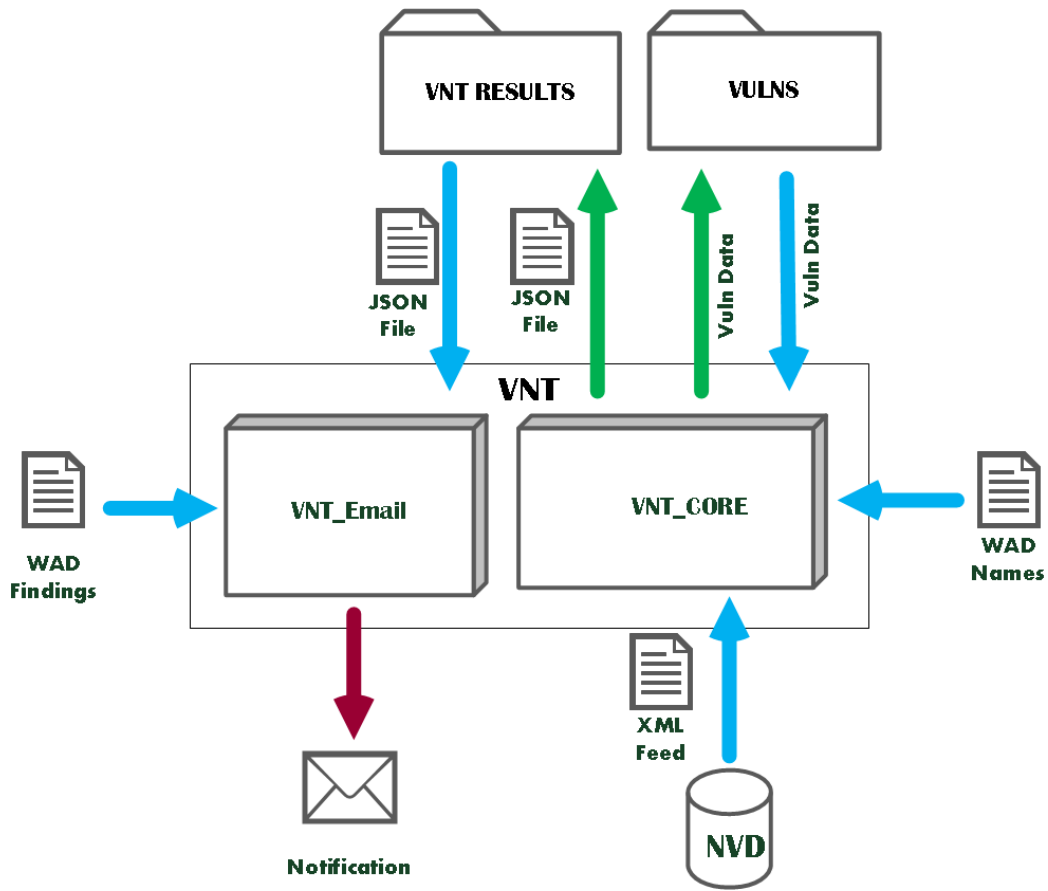 VNT RESULTS
VULNS
JSON
File
JSON
File
Vuln Data
Vuln Data
VNT
VNT_Email
VNT_CORE
WAD
Findings
WAD
Names
XML
Feed
NVD
Notification